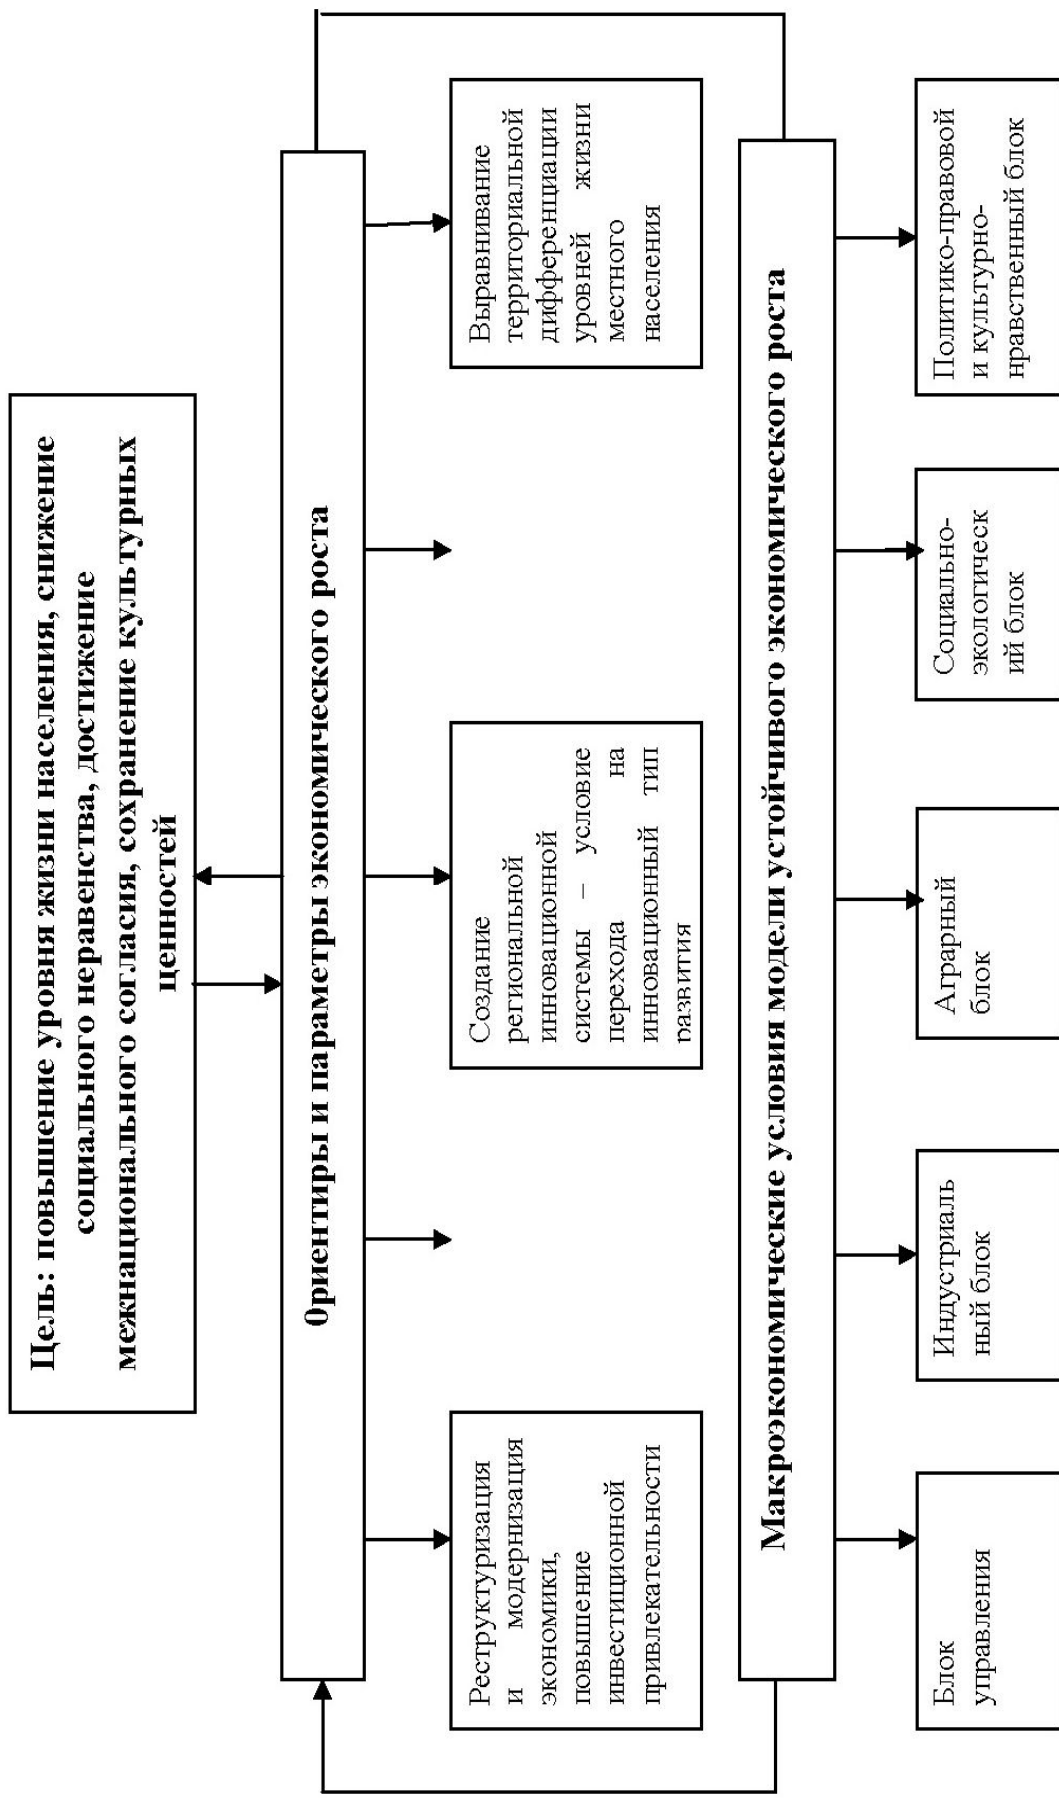 Цель: повышение уровня жизни населения, снижение
социального неравенства, достижение
межнационального согласия, сохранение культурных
ценностей
Ориентиры и параметры экономического роста
Реструктуризация
и модернизация
экономики,
повышение
инвестиционной
привлекательности
Создание
региональной
инновационной
системы – условие
перехода на
инновационный тип
развития
Выравнивание
территориальной
дифференциации
уровней жизни
местного
населения
Макроэкономические условия модели устойчивого экономического роста
Блок
управления
Индустриаль
ный блок
Аграрный
блок
Социально-
экологическ
ий блок
Политико-правовой
и культурно-
нравственный блок